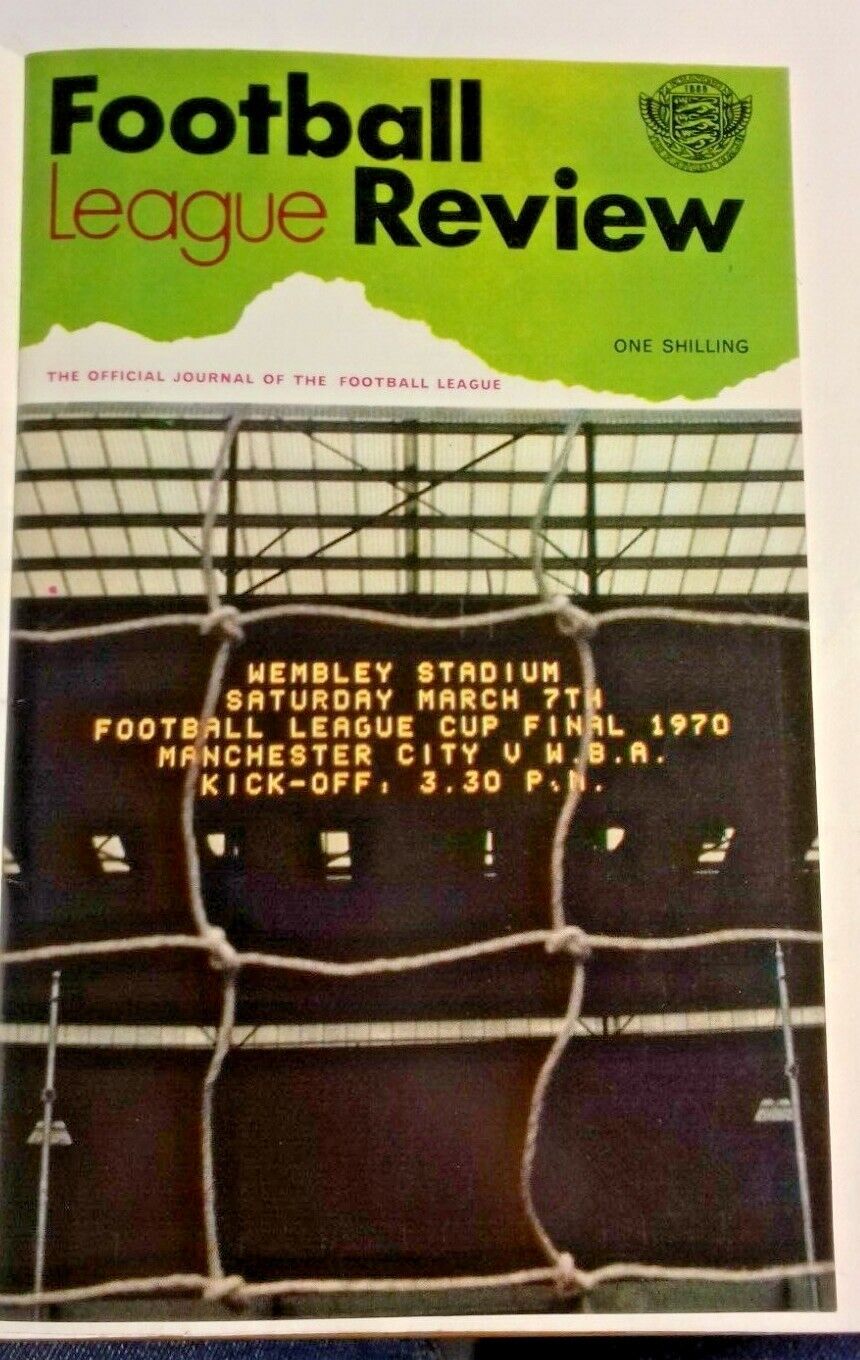 Football
League Review
1888
ONE SHILLING
THE OFFICIAL JOURNAL OF THE FOOTBALL LEAGUE
WEMBLEY STADIUM
SATURDAY MARCH 7TH
FOOTBALL LEAGUE CUP FINAL 1970
MANCHESTER CITY V W.B.A.
KICK-OFF: 3.30 P.M.